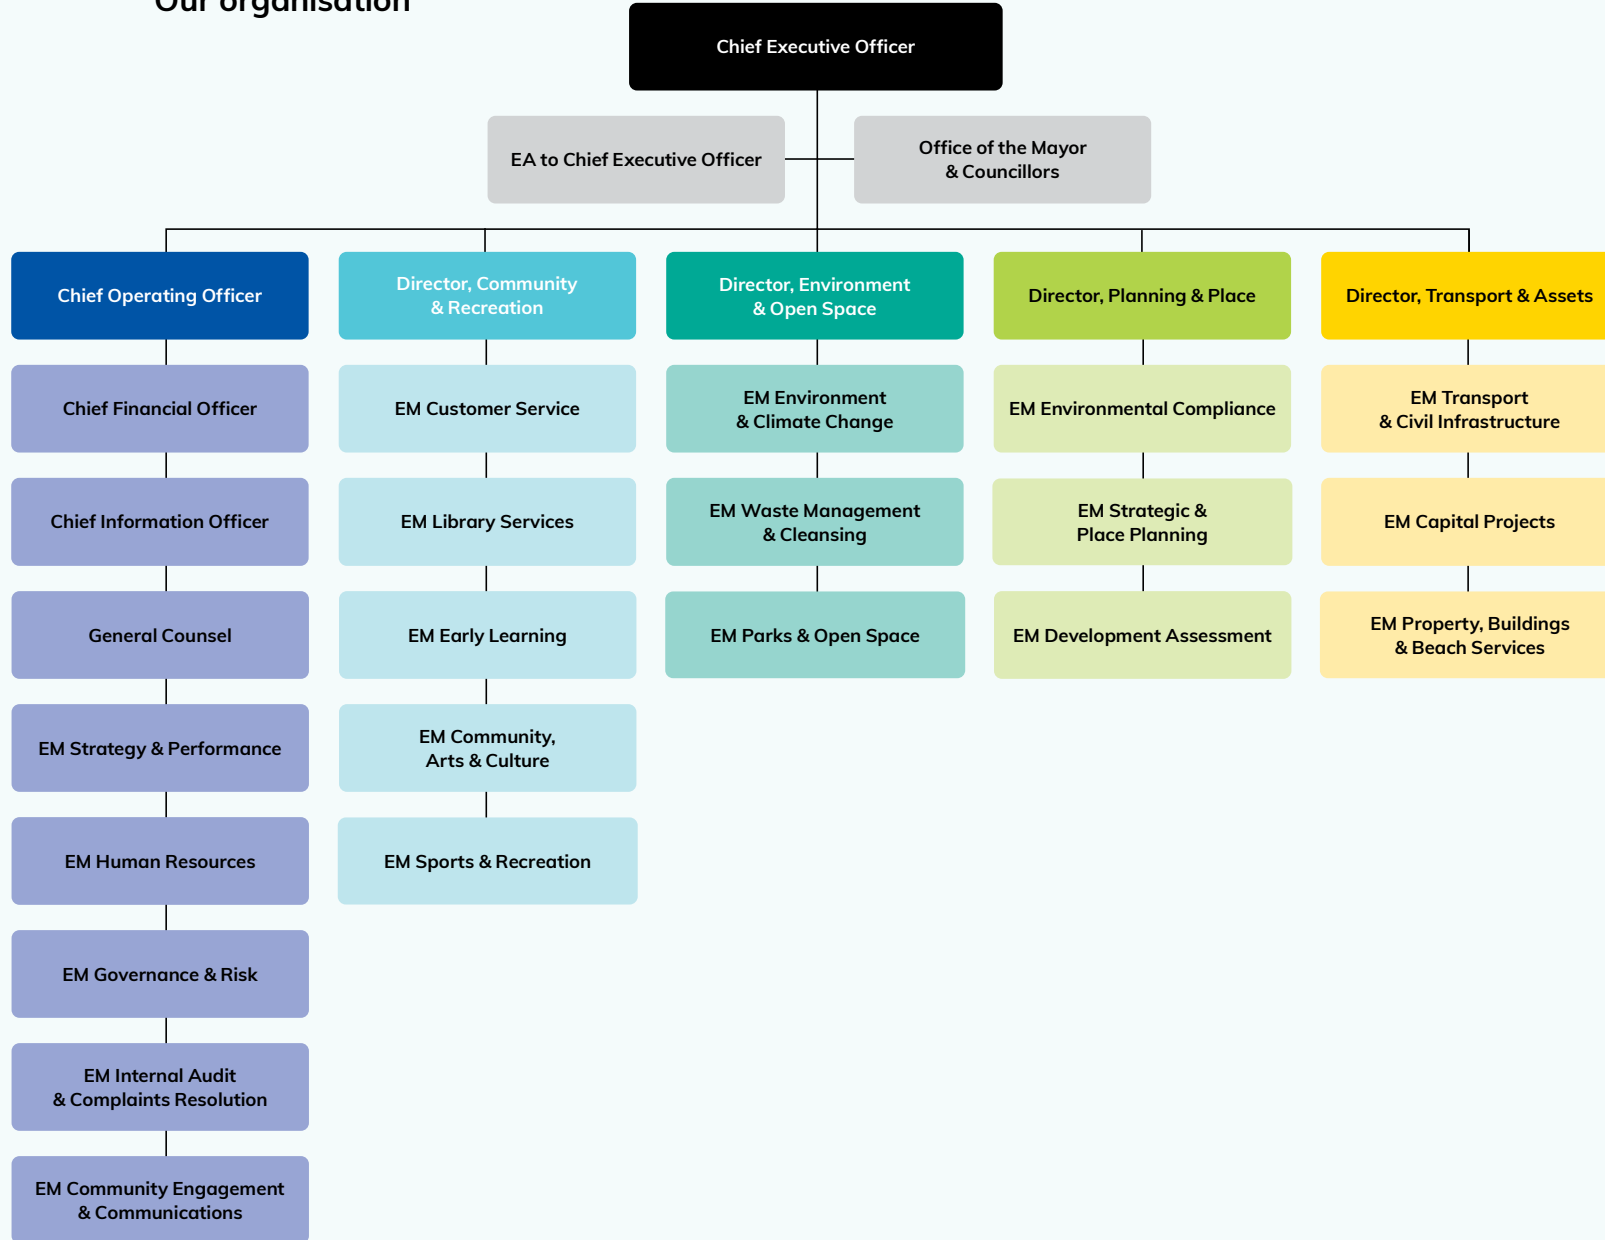 Our organisation
Chief Executive Officer
EA to Chief Executive Officer
Office of the Mayor
& Councillors
Chief Operating Officer
Chief Financial Officer
Chief Information Officer
General Counsel
EM Strategy & Performance
EM Human Resources
EM Governance & Risk
EM Internal Audit
& Complaints Resolution
EM Community Engagement
& Communications
Director, Community
& Recreation
EM Customer Service
EM Library Services
EM Early Learning
EM Community,
Arts & Culture
EM Sports & Recreation
Director, Environment
& Open Space
EM Environment
& Climate Change
EM Waste Management
& Cleansing
EM Parks & Open Space
Director, Planning & Place
EM Environmental Compliance
EM Strategic &
Place Planning
EM Development Assessment
Director, Transport & Assets
EM Transport
& Civil Infrastructure
EM Capital Projects
EM Property, Buildings
& Beach Services